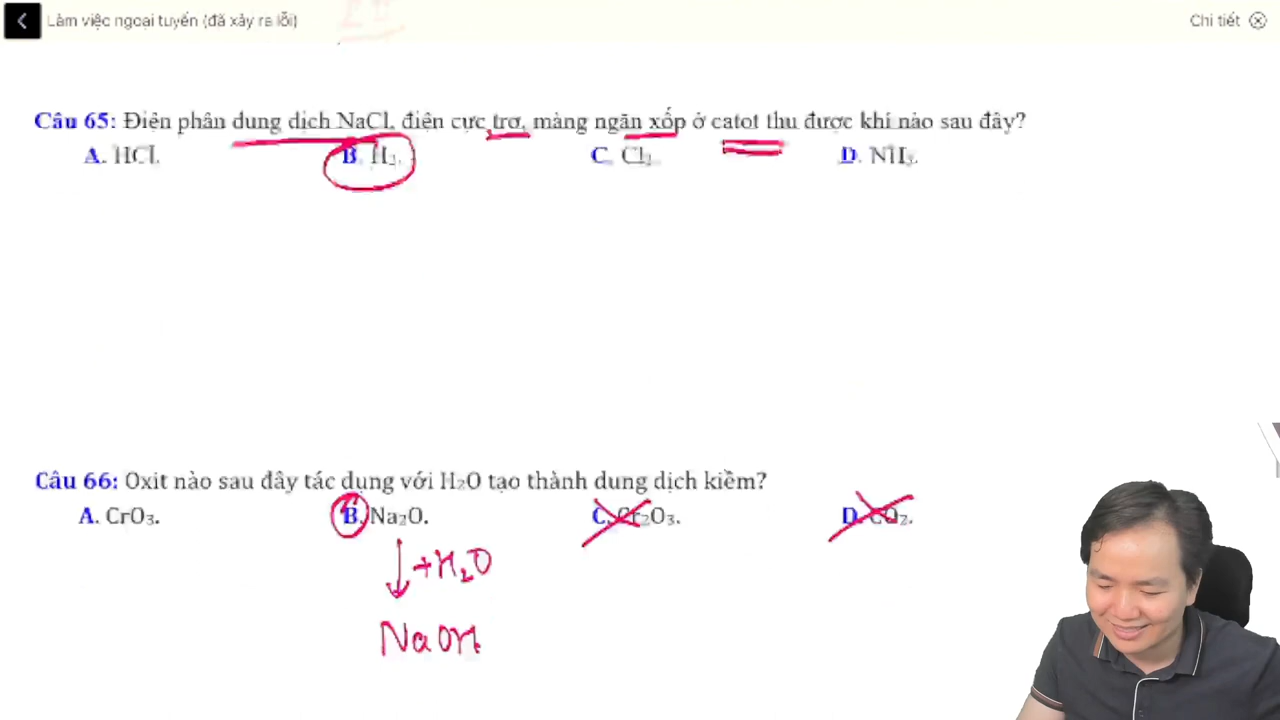 Làm việc ngoại tuyến (đã xảy ra lỗi)
Chi tiết
Câu 65: Điện phân dung dịch NaCl, điện cực trơ, màng ngăn xốp ở catot thu được khí nào sau đây?
A. HCl. B. H₂. C. Cl₂. D. NH₃.
Câu 66: Oxit nào sau đây tác dụng với H₂O tạo thành dung dịch kiềm?
A. CrO₃. B. Na₂O. C. Cr₂O₃. D. CO₂.
+H₂O
NaOH